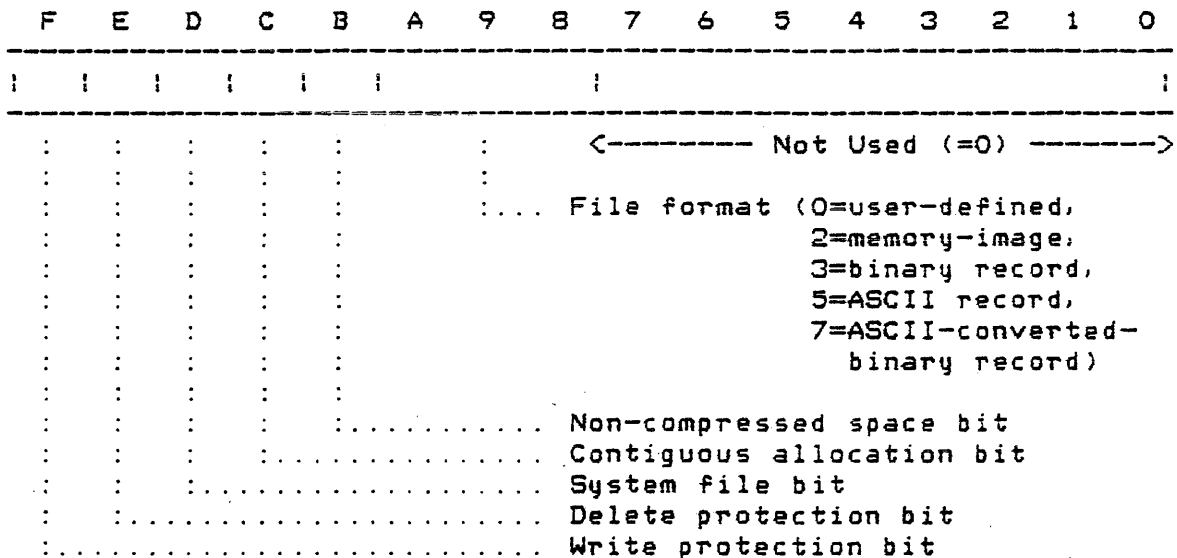 F E D C B A 9 8 7 6 5 4 3 2 1 0
<--------- Not Used (=0) ------->
:... File format (0=user-defined,
2=memory-image,
3=binary record,
5=ASCII record,
7=ASCII-converted-
binary record)
:........... Non-compressed space bit
:................ Contiguous allocation bit
:..................... System file bit
:.......................... Delete protection bit
:............................... Write protection bit